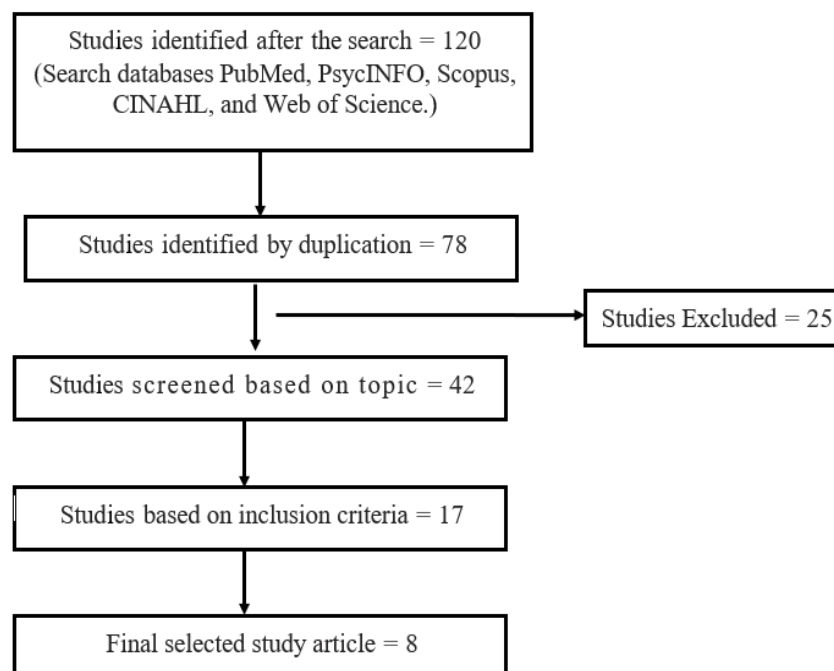 Studies identified after the search = 120
(Search databases PubMed, PsycINFO, Scopus,
CINAHL, and Web of Science.)
Studies identified by duplication = 78
Studies Excluded = 25
Studies screened based on topic = 42
Studies based on inclusion criteria = 17
Final selected study article = 8